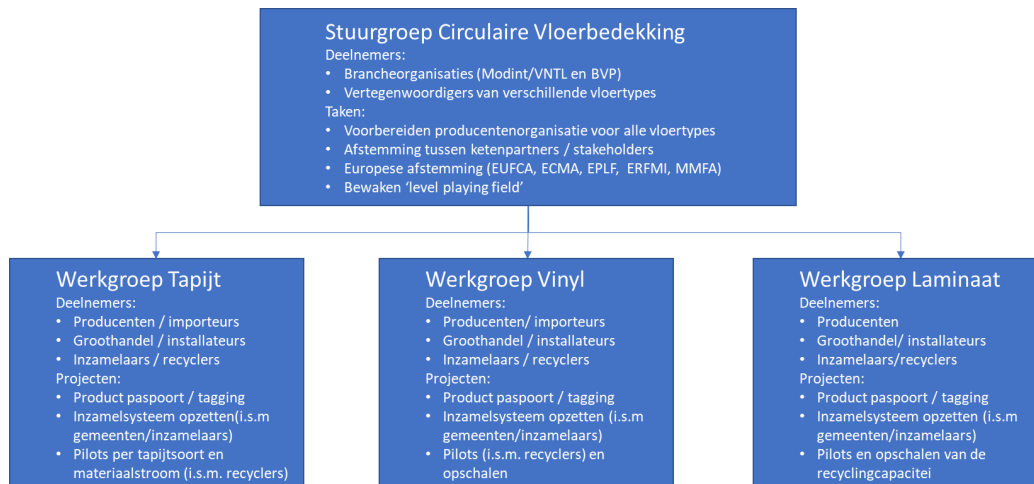 Stuurgroep Circulaire Vloerbedekking
Deelnemers:
• Brancheorganisaties (Modint/VNTL en BVP)
• Vertegenwoordigers van verschillende vloertypes
Taken:
• Voorbereiden producentenorganisatie voor alle vloertypes
• Afstemming tussen ketenpartners / stakeholders
• Europese afstemming (EUFCA, ECMA, EPLF, ERFMI, MMFA)
• Bewaken ‘level playing field’
Werkgroep Tapijt
Deelnemers:
• Producenten / importeurs
• Groothandel / installateurs
• Inzamelaars / recyclers
Projecten:
• Product paspoort / tagging
• Inzamelsysteem opzetten(i.s.m
gemeenten/inzamelaars)
• Pilots per tapijtsoort en
materiaalstroom (i.s.m. recyclers)
Werkgroep Vinyl
Deelnemers:
• Producenten/ importeurs
• Groothandel / installateurs
• Inzamelaars / recyclers
Projecten:
• Product paspoort / tagging
• Inzamelsysteem opzetten (i.s.m
gemeenten/inzamelaars)
• Pilots (i.s.m. recyclers) en
opschalen
Werkgroep Laminaat
Deelnemers:
• Producenten
• Groothandel/ installateurs
• Inzamelaars/recyclers
Projecten:
• Product paspoort / tagging
• Inzamelsysteem opzetten (i.s.m
gemeenten/inzamelaars)
• Pilots en opschalen van de
recyclingcapacitei